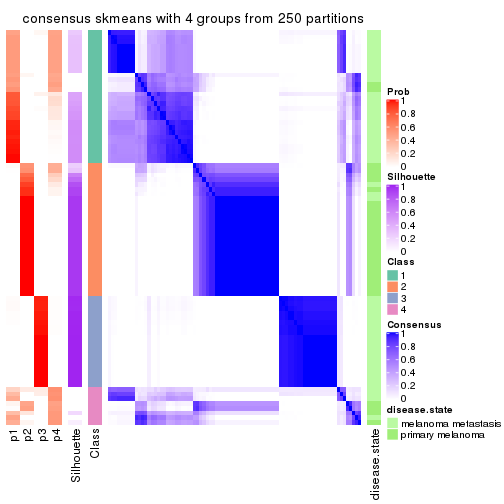 consensus skmeans with 4 groups from 250 partitions
Prob
1
0.8
0.6
0.4
0.2
0
Silhouette
1
0.8
0.6
0.4
0.2
0
Class
1
2
3
4
Consensus
1
0.8
0.6
0.4
0.2
0
disease.state
melanoma metastasis
primary melanoma
p1
p2
p3
p4
Silhouette
Class
disease.state